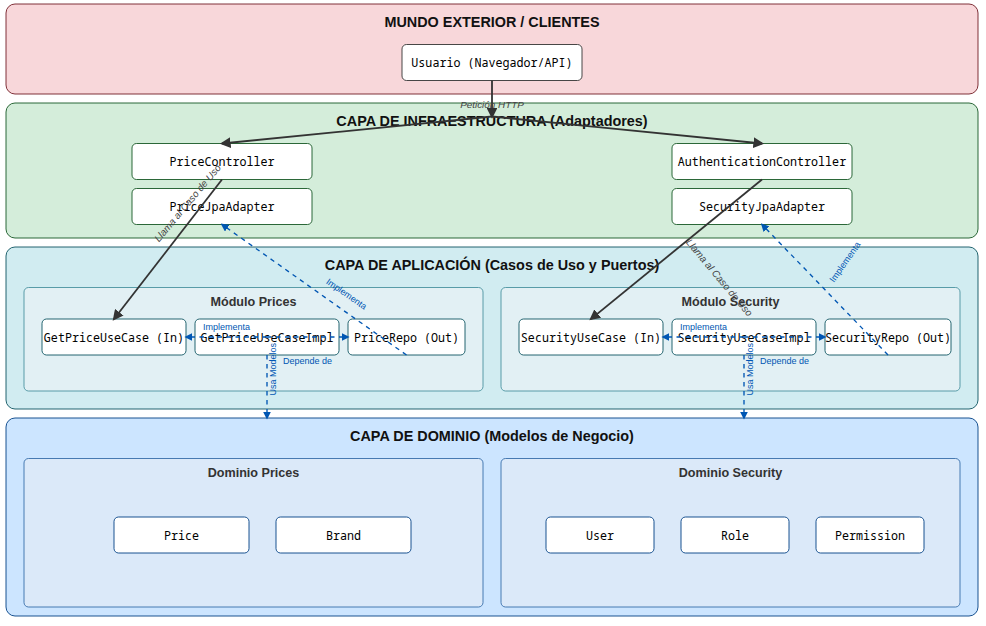 MUNDO EXTERIOR / CLIENTES
Usuario (Navegador/API)
Petición HTTP
CAPA DE INFRAESTRUCTURA (Adaptadores)
PriceController
AuthenticationController
Llama al Caso de Uso
PriceJpaAdapter
SecurityJpaAdapter
Llama al Caso de Uso
Implementa
CAPA DE APLICACIÓN (Casos de Uso y Puertos)
Implementa
Módulo Prices
Módulo Security
Implementa
Implementa
GetPriceUseCase (In)
GetPriceUseCaseImpl
PriceRepo (Out)
SecurityUseCase (In)
SecurityUseCaseImpl
SecurityRepo (Out)
Depende de
Depende de
Usa Modelos
Usa Modelos
CAPA DE DOMINIO (Modelos de Negocio)
Dominio Prices
Dominio Security
Price
Brand
User
Role
Permission